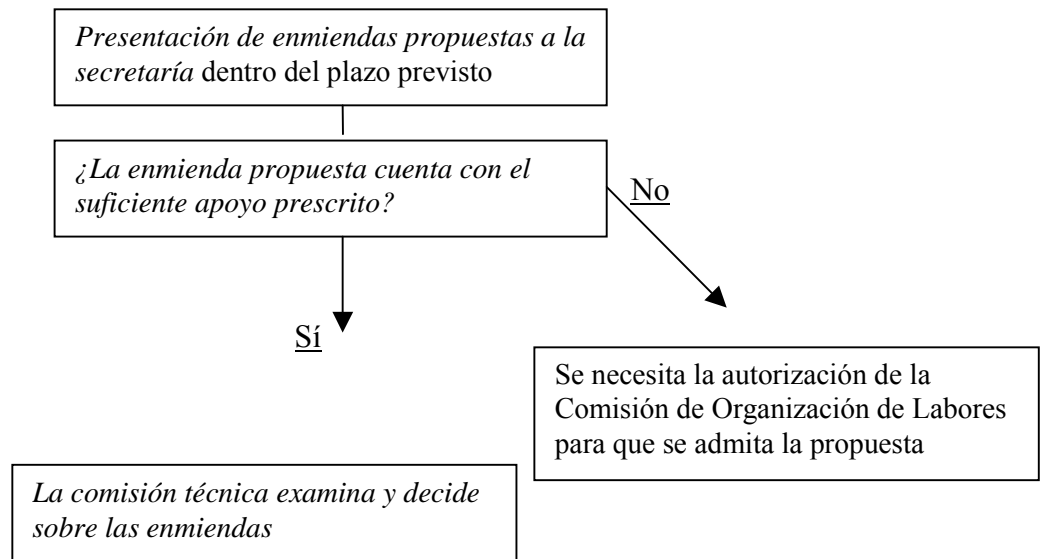 Presentación de enmiendas propuestas a la
secretaría dentro del plazo previsto
¿La enmienda propuesta cuenta con el
suficiente apoyo prescrito?
No
Sí
Se necesita la autorización de la
Comisión de Organización de Labores
para que se admita la propuesta
La comisión técnica examina y decide
sobre las enmiendas